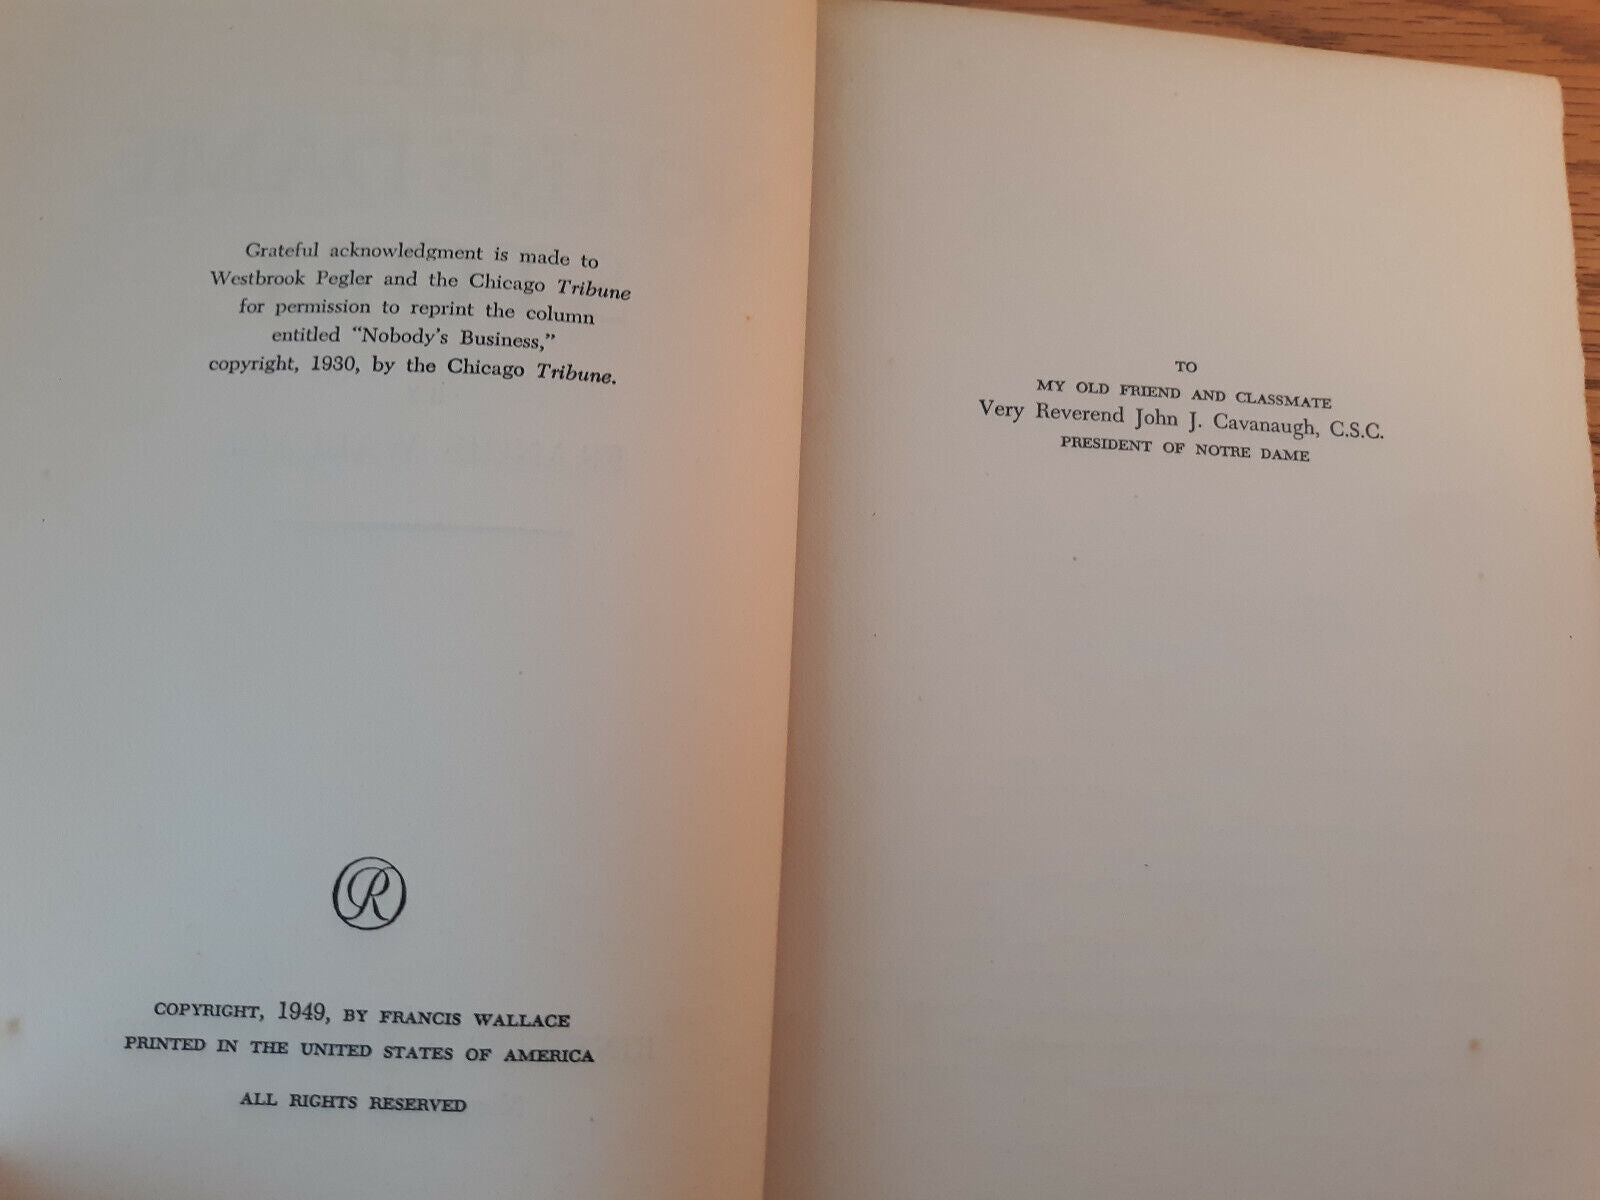 Grateful acknowledgment is made to
Westbrook Pegler and the Chicago Tribune
for permission to reprint the column
entitled “Nobody’s Business,”
copyright, 1930, by the Chicago Tribune.
R
COPYRIGHT, 1949, BY FRANCIS WALLACE
PRINTED IN THE UNITED STATES OF AMERICA
ALL RIGHTS RESERVED
TO
MY OLD FRIEND AND CLASSMATE
Very Reverend John J. Cavanaugh, C.S.C.
PRESIDENT OF NOTRE DAME